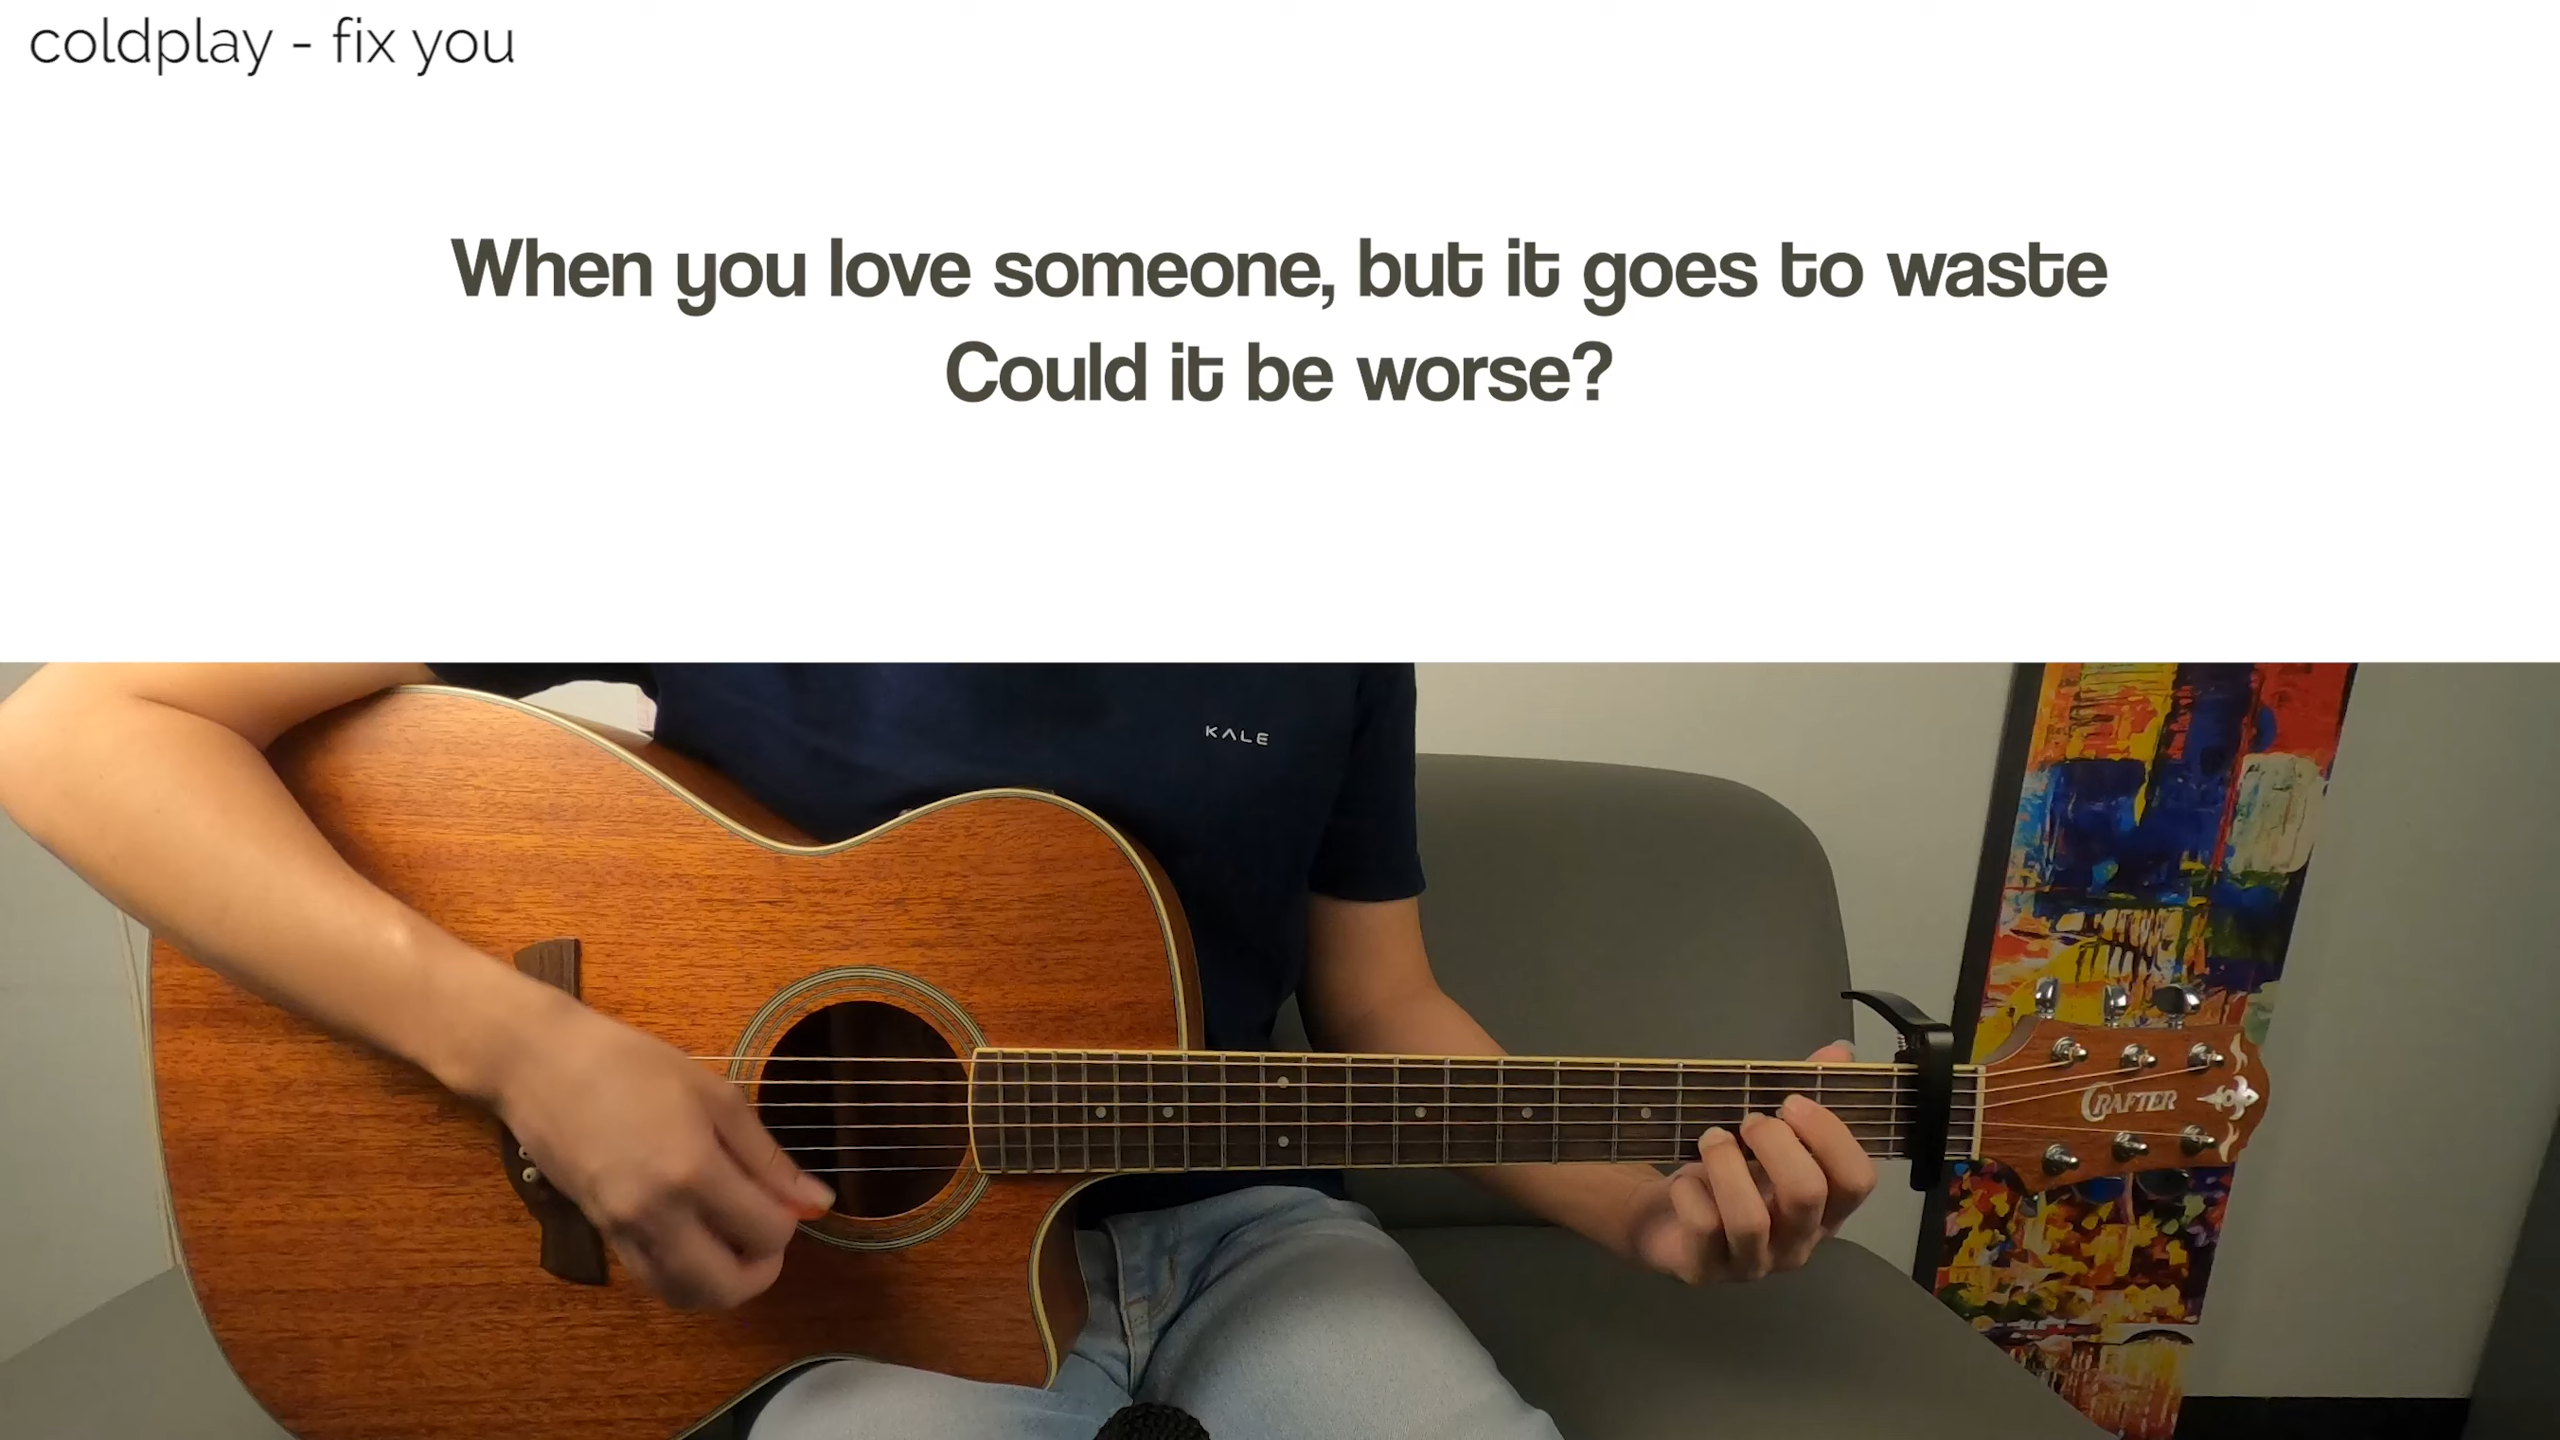 coldplay - fix you
When you love someone, but it goes to waste
Could it be worse?
KALE
CRAFTER